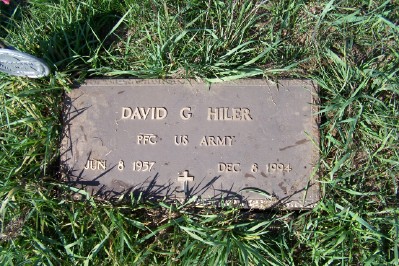 DAVID G HILER
PFC US ARMY
JUN 8 1957 DEC 8 1994